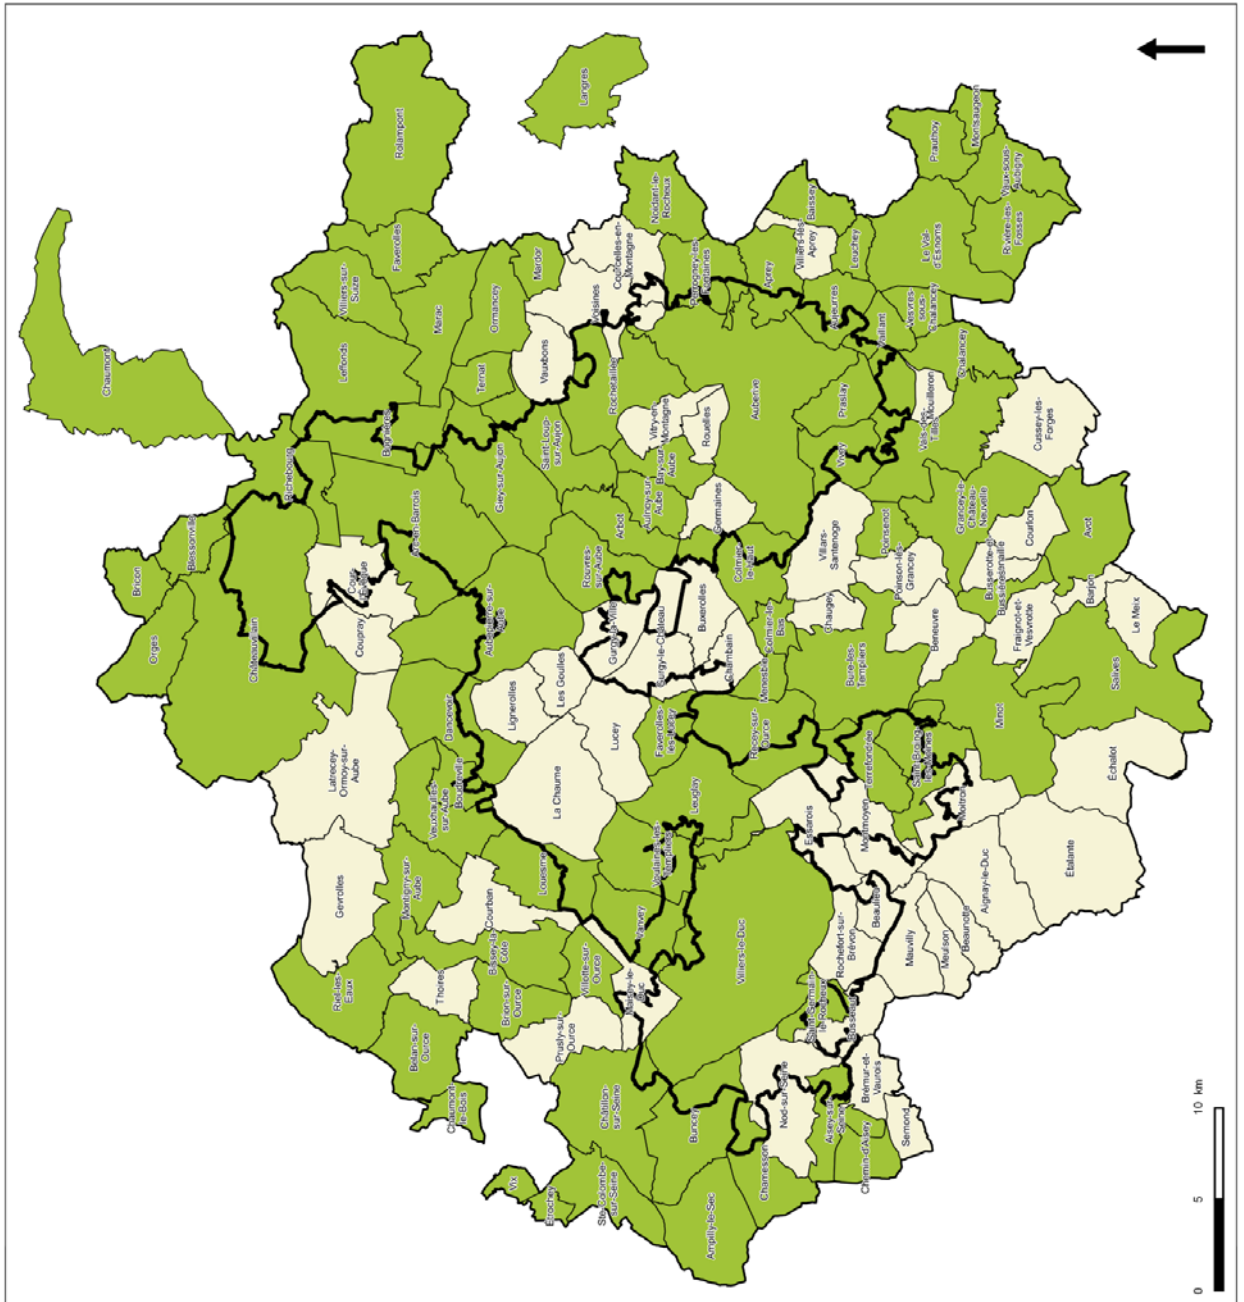 Chaumont
Rolampont
Langres
Bricon
Blessonville
Orges
Richebourg
Leffonds
Villiers-sur-
Suize
Faverolles
Châteauvillain
Bugnières
Marac
Ormancey
Mardor
Cour-
l'Évêque
Arc-en-Barrois
Giey-sur-Aujon
Ternat
Vauxbons
Voisines
Courcelles-en-
Montagne
Noidant-le-
Rochoux
Coupray
Saint-Loup-
sur-Aujon
Rochetaillée
Perrogney-les-
Fontaines
Latrecey-
Ormoy-sur-
Aube
Dancevoir
Aubepierre-sur-
Aube
Rouvres-
sur-Aube
Arbot
Aulnoy-sur-
Aube
Bay-sur-
Aube
Vitry-en-
Montagne
Rouelles
Auberive
Germaines
Praslay
Aprey
Villiers-lès-
Aprey
Baissey
Leuchey
Aujeurres
Vaillant
Vesvres-
sous-
Chalancey
Le Val-
d'Esnoms
Prauthoy
Montsaugeon
Vaux-sous-
Aubigny
Rivière-les-
Fosses
Chalancey
Mouilleron
Vals-des-
Tilles
Vivey
Colmier-
le-Haut
Colmier-le-
Bas
Villars-
Santenoge
Poinsenot
Poinson-lès-
Grancey
Grancey-le-
Château-
Neuvelle
Cussey-les-
Forges
Courlon
Avot
Busserotte-et-
Montenaille
Bussières
Barjon
Le Meix
Fraignot-et-
Vesvrotte
Salives
Beneuvre
Chaugey
Bure-les-
Templiers
Minot
Échalot
Gurgy-la-Ville
Gurgy-le-Château
Buxerolles
Chambain
Menesble
Les Goulles
Lignerolles
Lucey
La Chaume
Faverolles-
lès-Lucey
Recey-sur-
Ource
Terrefondrée
Saint-Broing-
les-Moines
Moitron
Gevrolles
Veuxhaulles-
sur-Aube
Boudreville
Montigny-sur-
Aube
Louesme
Courban
Bissey-la-
Côte
Riel-les-
Eaux
Thoires
Brion-sur-
Ource
Belan-sur-
Ource
Villotte-sur-
Ource
Prusly-sur-
Ource
Maisey-le-
Duc
Vanvey
Voulaines-les-
Templiers
Leuglay
Villiers-le-Duc
Essarois
Montmoyen
Beaulieu
Rochefort-sur-
Brévon
Mauvilly
Meulson
Beaunotte
Aignay-le-Duc
Étalante
Saint-Germain-
le-Rocheux
Busseaut
Nod-sur-Seine
Aisey-sur-
Seine
Brémur-et-
Vaurois
Semond
Chemin-d'Aisey
Chamesson
Buncey
Châtillon-
sur-Seine
Chaumont-
le-Bois
Vix
Étrochey
Ste-Colombe-
sur-Seine
Ampilly-le-Sec
0 5 10 km